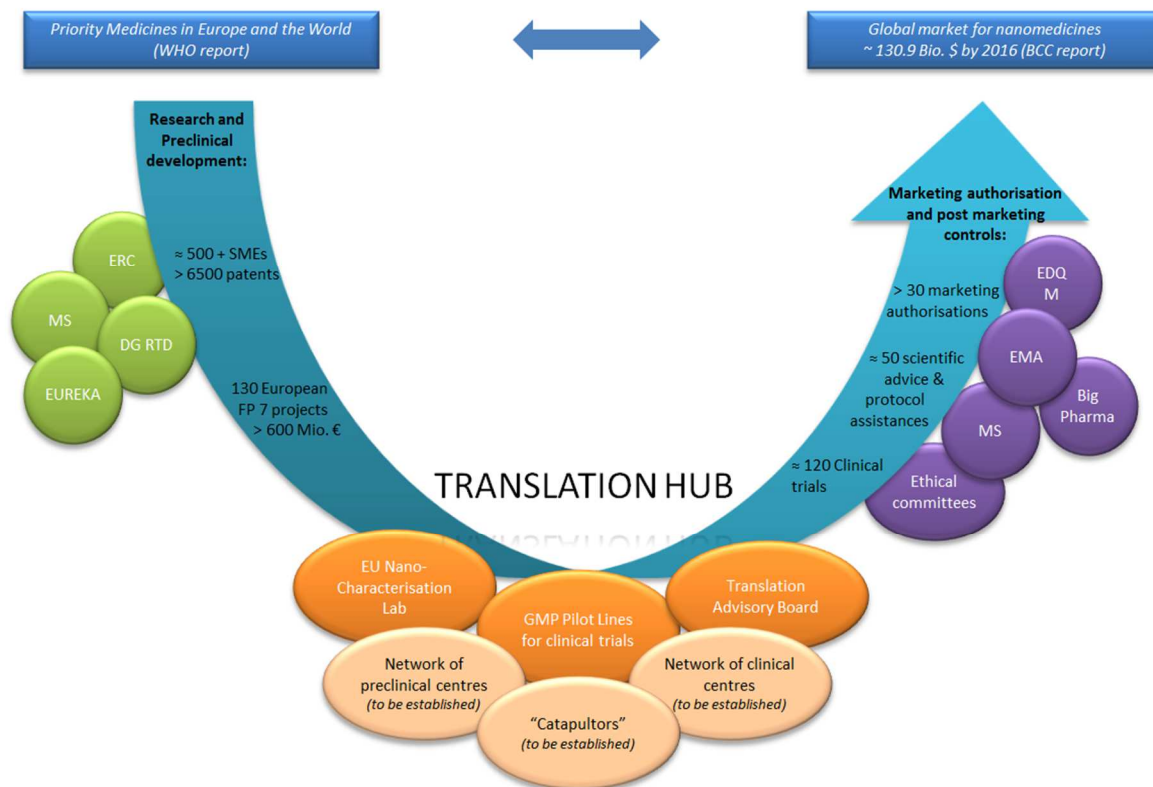 Priority Medicines in Europe and the World
(WHO report)
Global market for nanomedicines
~ 130.9 Bio. $ by 2016 (BCC report)
Research and
Preclinical
development:
≈ 500 + SMEs
> 6500 patents
130 European
FP 7 projects
> 600 Mio. €
ERC
MS
DG RTD
EUREKA
TRANSLATION HUB
EU Nano-
Characterisation
Lab
GMP Pilot Lines
for clinical trials
Translation
Advisory Board
Network of
preclinical centres
(to be established)
"Catapultors"
(to be established)
Network of clinical
centres
(to be established)
Marketing authorisation
and post marketing
controls:
> 30 marketing
authorisations
≈ 50 scientific
advice &
protocol
assistances
≈ 120 Clinical
trials
EDQ
M
EMA
Big
Pharma
MS
Ethical
committees